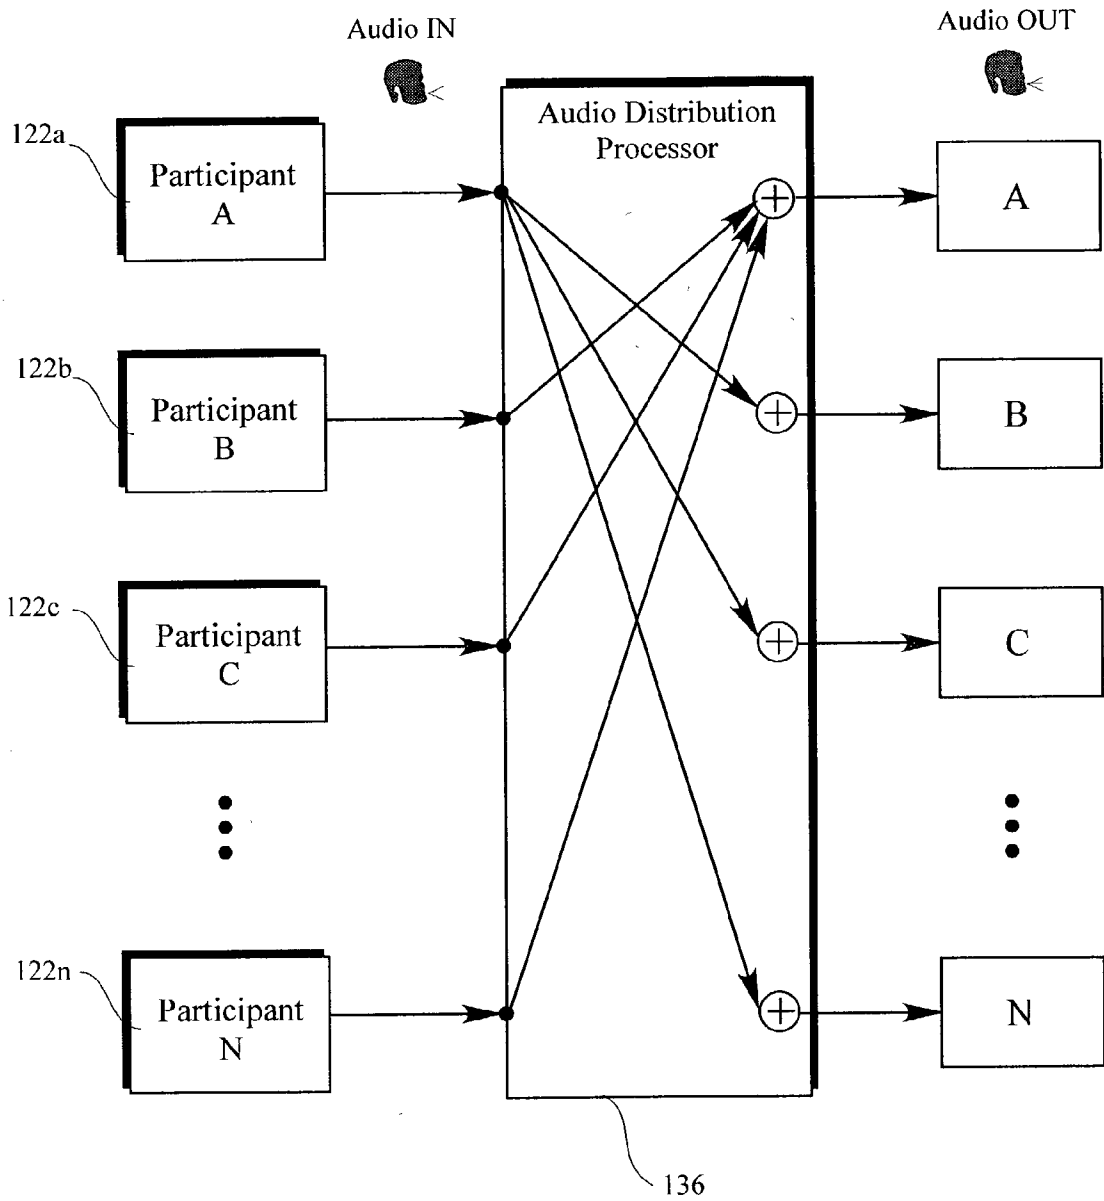 Audio IN
Audio OUT
Audio Distribution
Processor
122a
Participant
A
+
A
122b
Participant
B
+
B
122c
Participant
C
+
C
122n
Participant
N
+
N
136